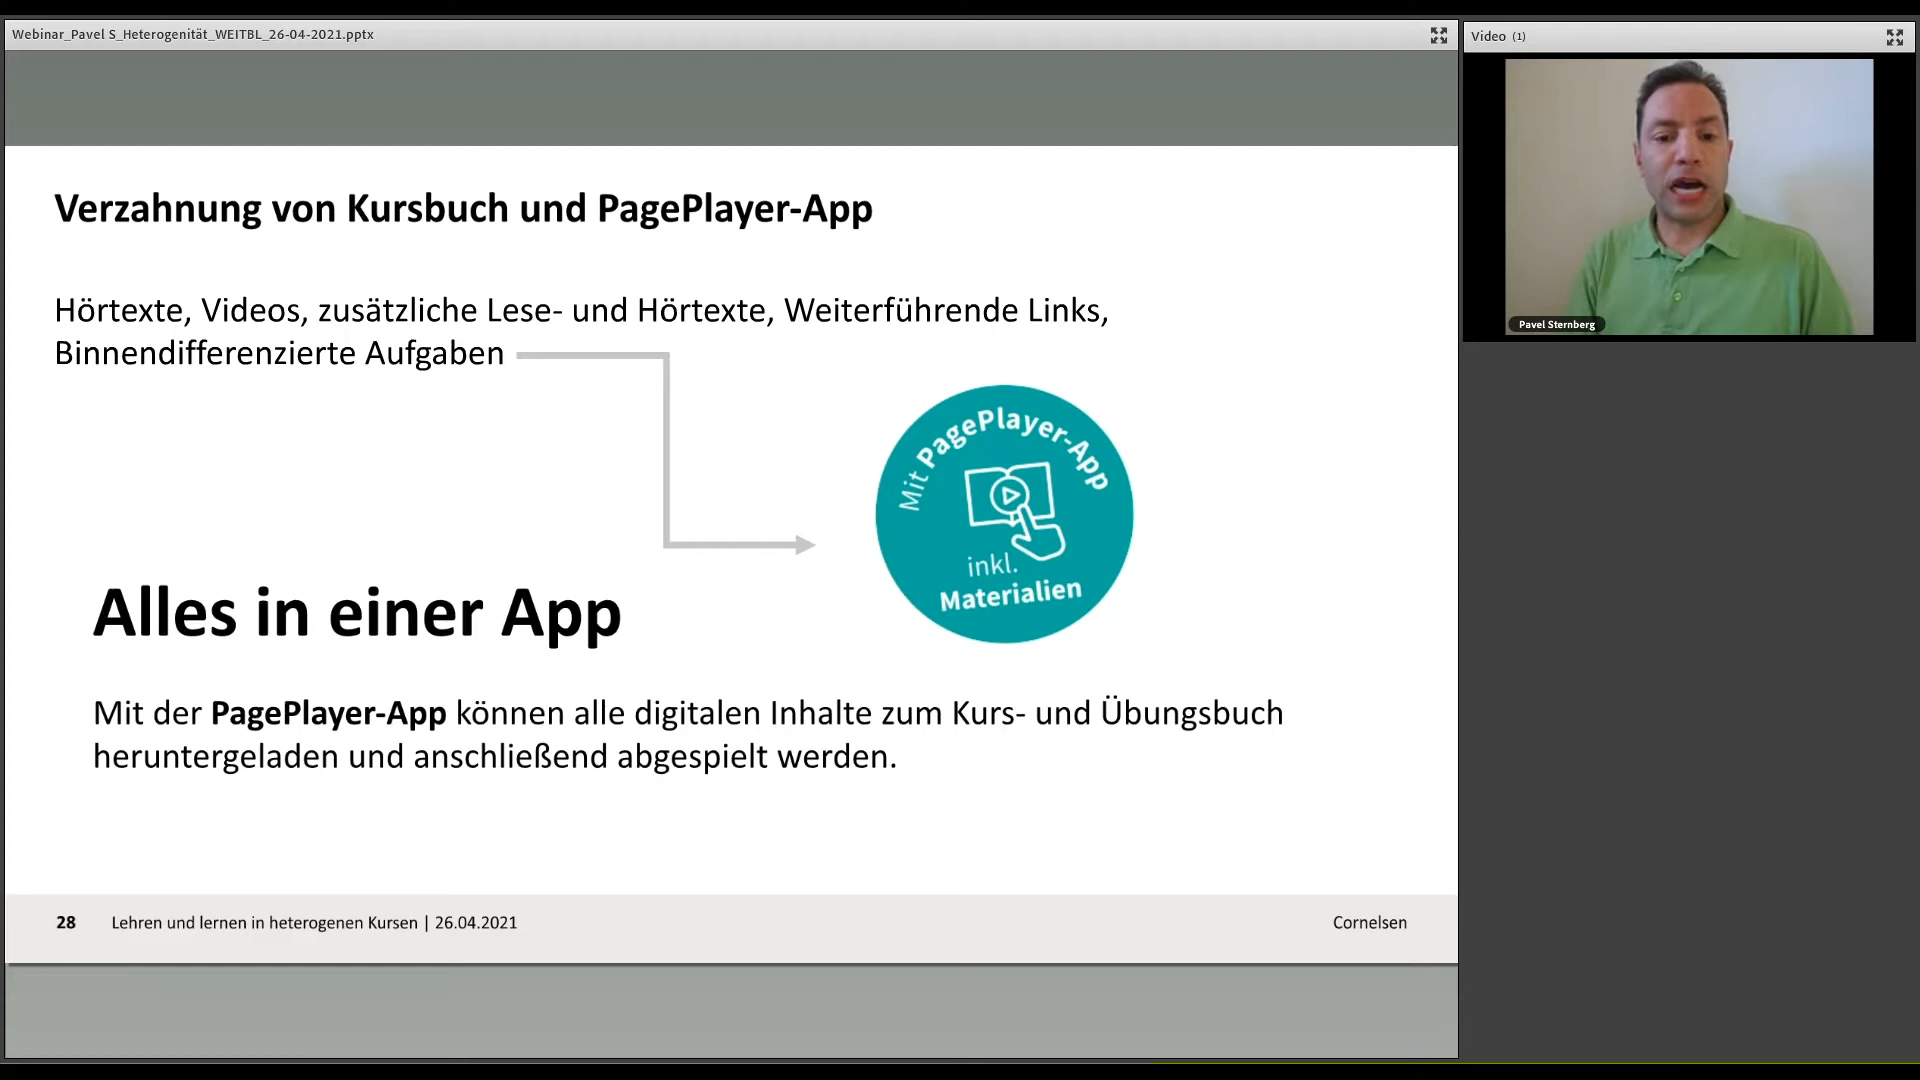 Webinar_Pavel S_Heterogenität_WEITBL_26-04-2021.pptx
Video (1)
Pavel Sternberg
Verzahnung von Kursbuch und PagePlayer-App
Hörtexte, Videos, zusätzliche Lese- und Hörtexte, Weiterführende Links,
Binnendifferenzierte Aufgaben
Mit PagePlayer-App
inkl.
Materialien
Alles in einer App
Mit der PagePlayer-App können alle digitalen Inhalte zum Kurs- und Übungsbuch
heruntergeladen und anschließend abgespielt werden.
28 Lehren und lernen in heterogenen Kursen | 26.04.2021 Cornelsen